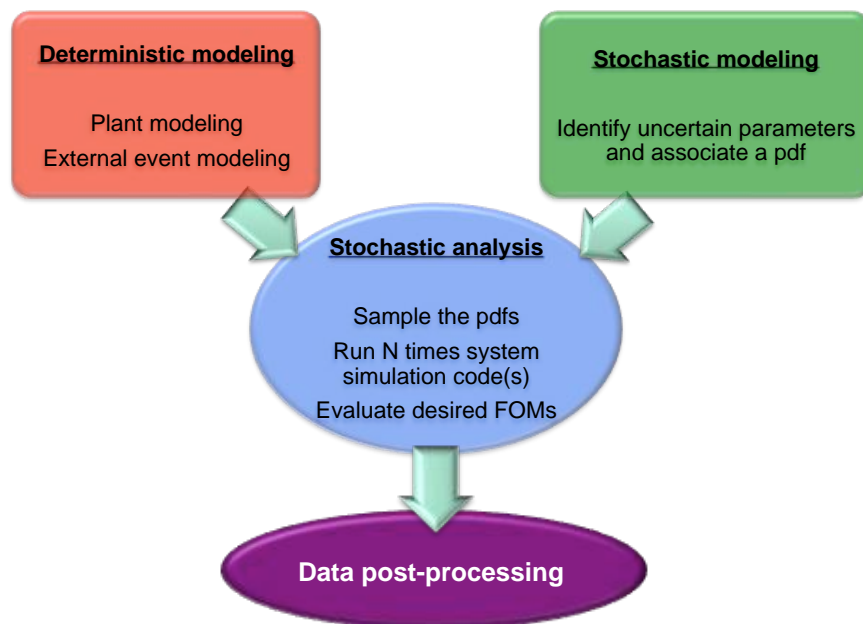 Deterministic modeling
Plant modeling
External event modeling
Stochastic modeling
Identify uncertain parameters
and associate a pdf
Stochastic analysis
Sample the pdfs
Run N times system
simulation code(s)
Evaluate desired FOMs
Data post-processing